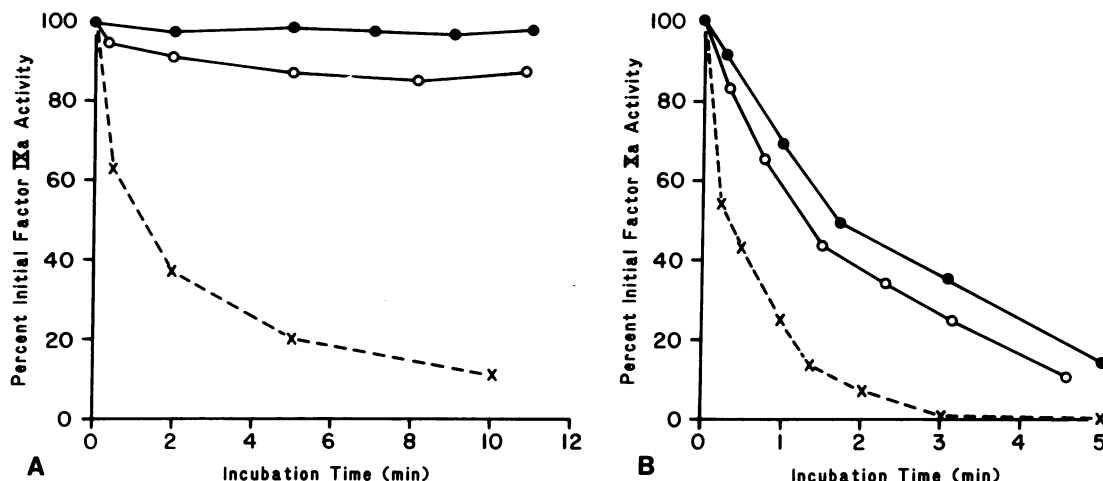 100
80
60
40
20
0
Percent Initial Factor IXa Activity
0 2 4 6 8 10 12
Incubation Time (min)
A
100
80
60
40
20
0
Percent Initial Factor Xa Activity
0 1 2 3 4 5
Incubation Time (min)
B